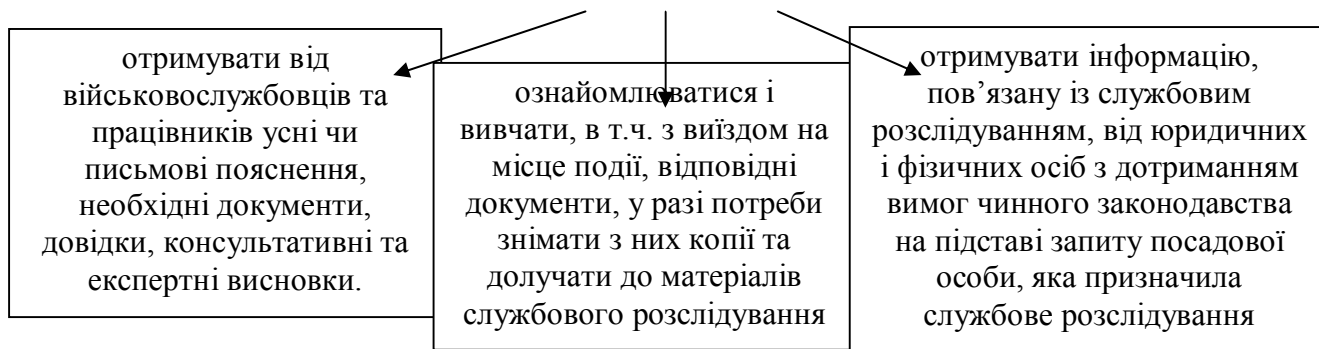 отримувати від
військовослужбовців та
працівників усні чи
письмові пояснення,
необхідні документи,
довідки, консультативні та
експертні висновки.
ознайомлюватися і
вивчати, в т.ч. з виїздом на
місце події, відповідні
документи, у разі потреби
знімати з них копії та
долучати до матеріалів
службового розслідування
отримувати інформацію,
пов’язану із службовим
розслідуванням, від юридичних
і фізичних осіб з дотриманням
вимог чинного законодавства
на підставі запиту посадової
особи, яка призначила
службове розслідування